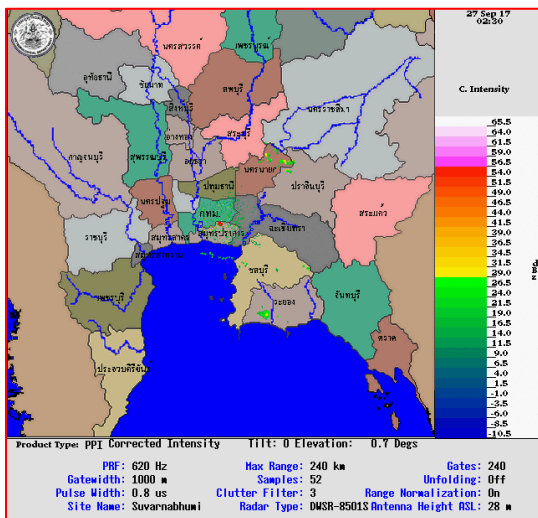 27 Sep 17
02:30
C. Intensity
นครสวรรค์
เพชรบูรณ์
อุทัยธานี
ชัยนาท
ลพบุรี
สิงห์บุรี
นครราชสีมา
อ่างทอง
สระบุรี
กาญจนบุรี
สุพรรณบุรี
อยุธยา
นครนายก
ปราจีนบุรี
ปทุมธานี
นครปฐม
กทม.
สระแก้ว
ราชบุรี
สมุทรสาคร
สมุทรปราการ
ฉะเชิงเทรา
ชลบุรี
เพชรบุรี
ระยอง
จันทบุรี
ตราด
ประจวบคีรีขันธ์
65.5
64.0
61.5
59.0
56.5
54.0
51.5
49.0
46.5
44.0
41.5
39.0
36.5
34.0
31.5
29.0
26.5
24.0
21.5
19.0
16.5
14.0
11.5
9.0
6.5
4.0
1.5
-1.0
-3.5
-6.0
-8.5
-10.5
Product Type: PPI Corrected Intensity Tilt: 0 Elevation: 0.7 Degs
PRF: 620 Hz Max Range: 240 km Gates: 240
Gatewidth: 1000 m Samples: 52 Unfolding: Off
Pulse Width: 0.8 us Clutter Filter: 3 Range Normalization: On
Site Name: Suvarnabhumi Radar Type: DWSR-8501S Antenna Height ASL: 28 m